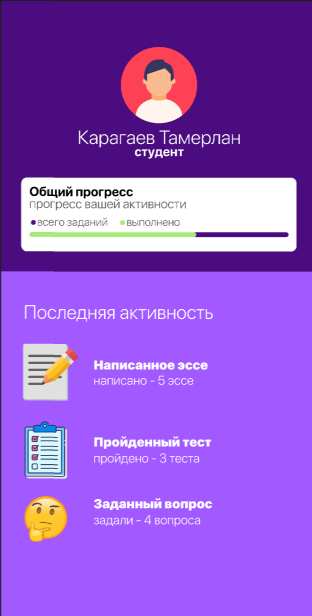 Карагаев Тамерлан
студент
Общий прогресс
прогресс вашей активности
всего заданий выполнено
Последняя активность
Написанное эссе
написано - 5 эссе
Пройденный тест
пройдено - 3 теста
Заданный вопрос
задали - 4 вопроса